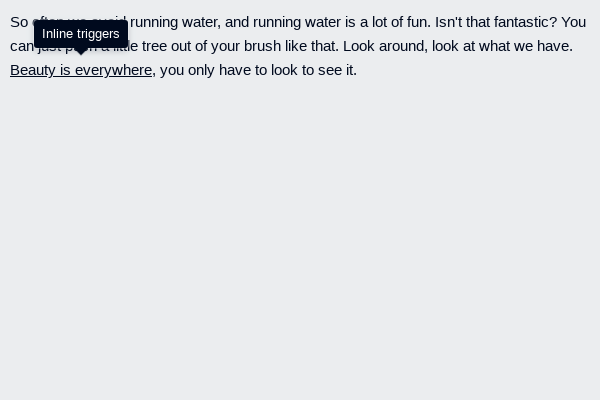 So running water, and running water is a lot of fun. Isn't that fantastic? You
Inline triggers
can little tree out of your brush like that. Look around, look at what we have.
Beauty is everywhere, you only have to look to see it.